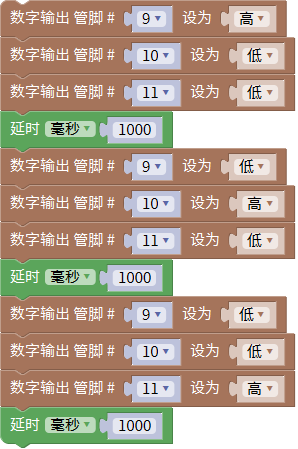 数字输出 管脚 # 9 设为 高
数字输出 管脚 # 10 设为 低
数字输出 管脚 # 11 设为 低
延时 毫秒 1000
数字输出 管脚 # 9 设为 低
数字输出 管脚 # 10 设为 高
数字输出 管脚 # 11 设为 低
延时 毫秒 1000
数字输出 管脚 # 9 设为 低
数字输出 管脚 # 10 设为 低
数字输出 管脚 # 11 设为 高
延时 毫秒 1000